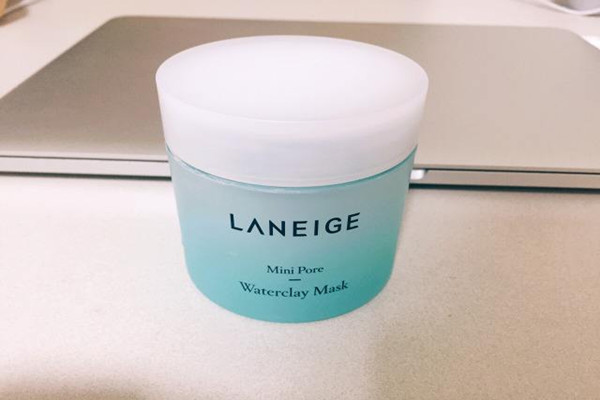 LANEIGE
Mini Pore
Waterclay Mask